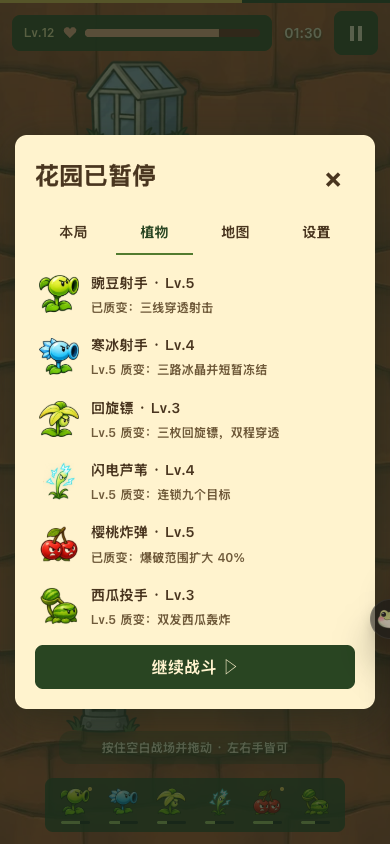 Lv.12
01:30
花园已暂停
本局
植物
地图
设置
豌豆射手 · Lv.5
已质变：三线穿透射击
寒冰射手 · Lv.4
Lv.5 质变：三路冰晶并短暂冻结
回旋镖 · Lv.3
Lv.5 质变：三枚回旋镖，双程穿透
闪电芦苇 · Lv.4
Lv.5 质变：连锁九个目标
樱桃炸弹 · Lv.5
已质变：爆破范围扩大 40%
西瓜投手 · Lv.3
Lv.5 质变：双发西瓜轰炸
继续战斗
按住空白战场并拖动 · 左右手皆可